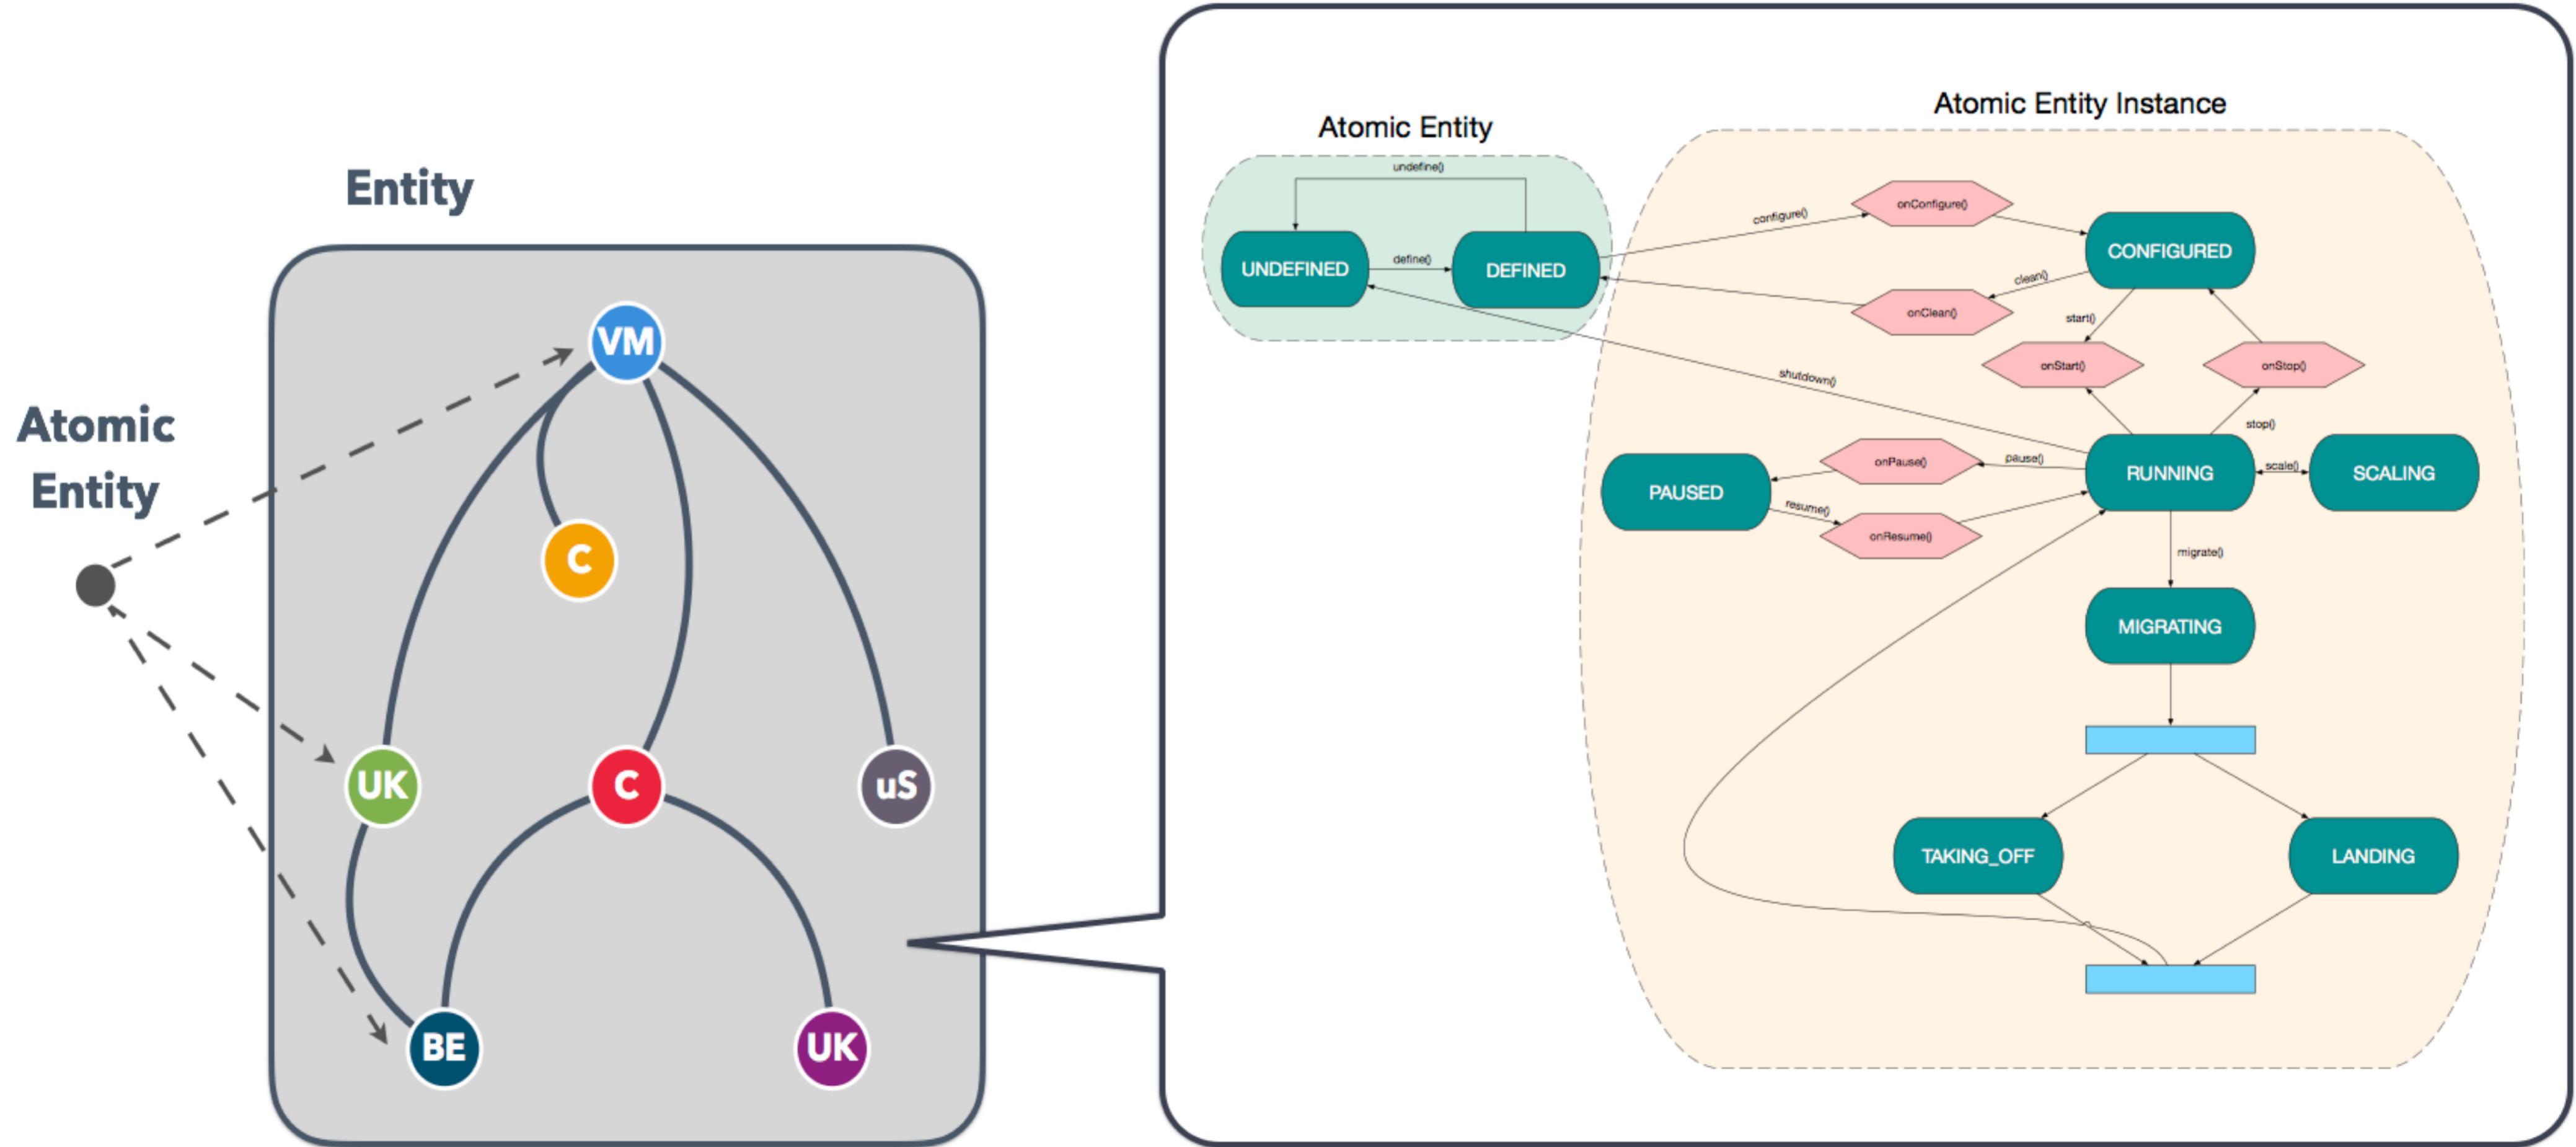 Entity
Atomic
Entity
VM
C
UK
C
uS
BE
UK
Atomic Entity
undefine()
UNDEFINED
define()
DEFINED
Atomic Entity Instance
configure()
onConfigure()
CONFIGURED
clean()
onClean()
start()
onStart()
onStop()
shutdown()
stop()
PAUSED
onPause()
pause()
RUNNING
scale()
SCALING
resume()
onResume()
migrate()
MIGRATING
TAKING_OFF
LANDING